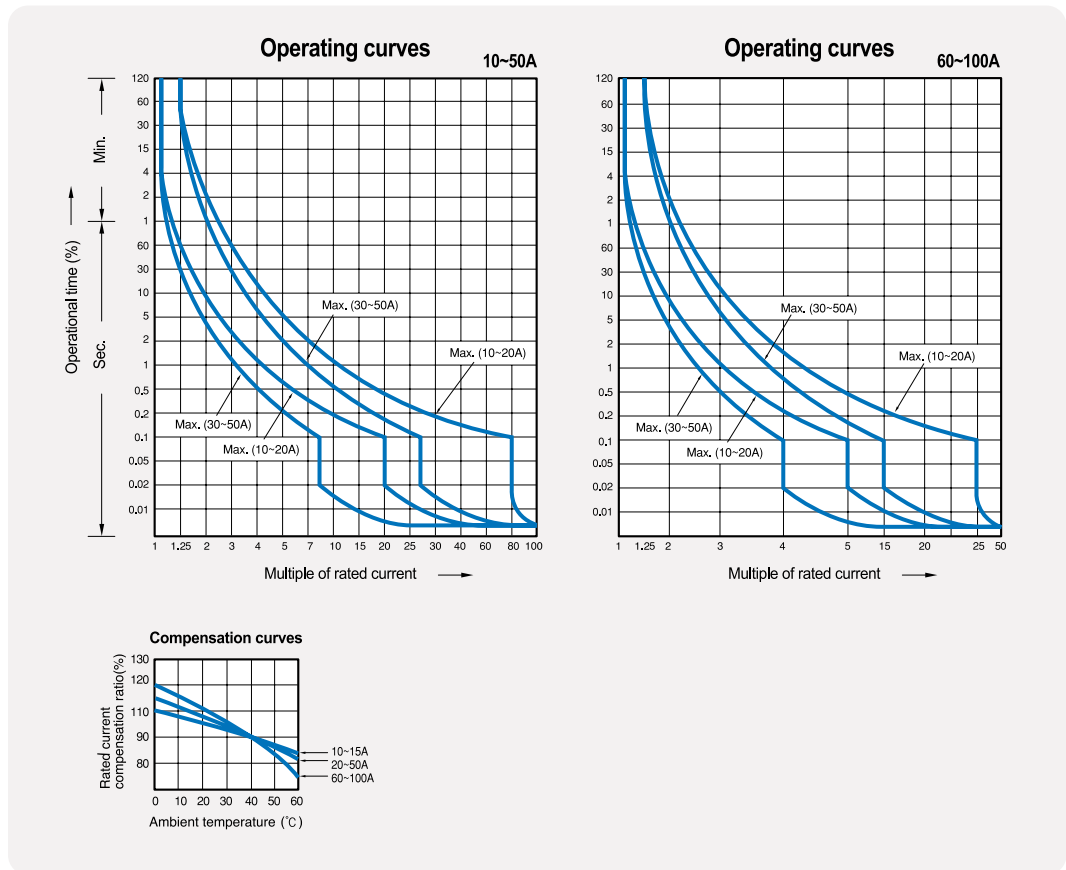 Operating curves
10~50A
120
60
30
15
4
2
1
60
30
10
5
2
1
0.5
0.2
0.1
0.05
0.02
0.01
Min.
Sec.
Operational time (%)
Max. (30~50A)
Max. (10~20A)
Max. (30~50A)
Max. (10~20A)
1 1.25 2 3 4 5 7 10 15 20 25 30 40 60 80 100
Multiple of rated current
Operating curves
60~100A
120
60
30
15
4
2
1
60
30
10
5
2
1
0.5
0.2
0.1
0.05
0.02
0.01
Max. (30~50A)
Max. (10~20A)
Max. (30~50A)
Max. (10~20A)
1 1.25 2 3 4 5 15 20 25 50
Multiple of rated current
Compensation curves
130
120
110
90
80
Rated current
compensation ratio(%)
10~15A
20~50A
60~100A
0 10 20 30 40 50 60
Ambient temperature (℃)